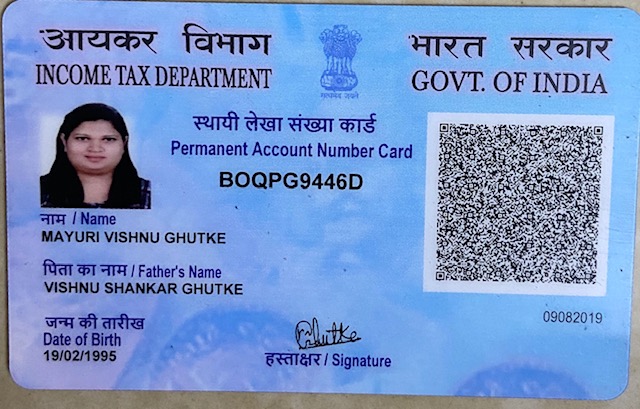 आयकर विभाग
INCOME TAX DEPARTMENT
सत्यमेव जयते
भारत सरकार
GOVT. OF INDIA
स्थायी लेखा संख्या कार्ड
Permanent Account Number Card
BOQPG9446D
नाम / Name
MAYURI VISHNU GHUTKE
पिता का नाम / Father's Name
VISHNU SHANKAR GHUTKE
जन्म की तारीख
Date of Birth
19/02/1995
Ghutke
हस्ताक्षर / Signature
09082019